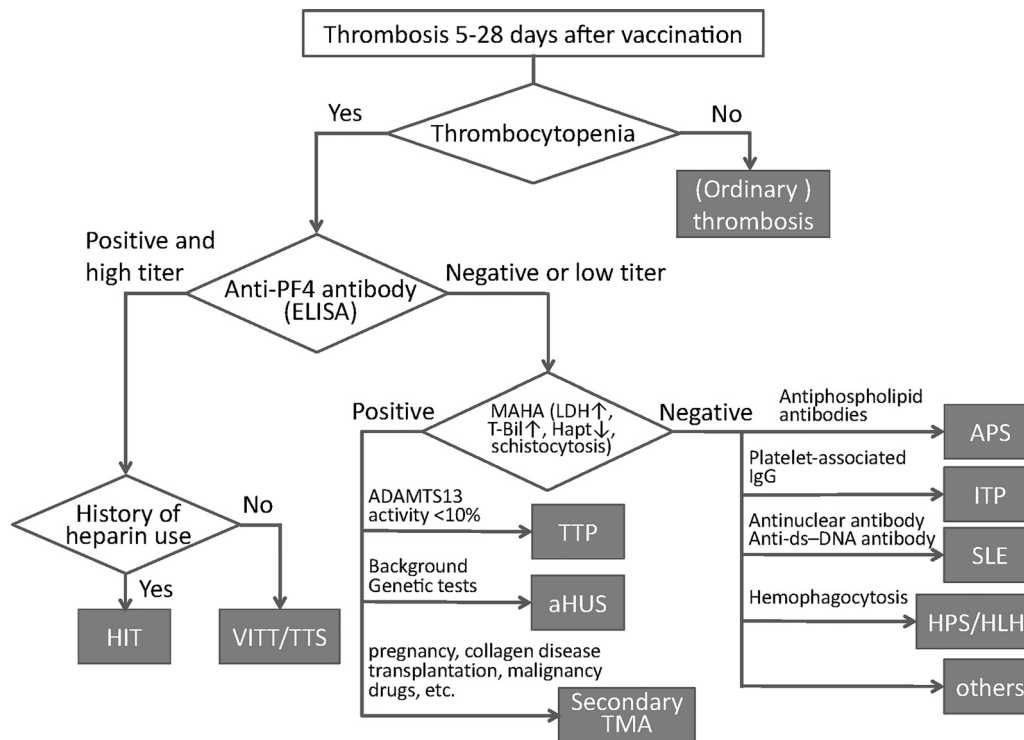 Thrombosis 5-28 days after vaccination
Yes
No
Thrombocytopenia
(Ordinary )
thrombosis
Positive and
high titer
Negative or low titer
Anti-PF4 antibody
(ELISA)
Positive
MAHA (LDH↑,
T-Bil↑, Hapt↓,
schistocytosis)
Negative
Antiphospholipid
antibodies
APS
Platelet-associated
IgG
ITP
History of
heparin use
No
Yes
HIT
VITT/TTS
ADAMTS13
activity <10%
TTP
Antinuclear antibody
Anti-ds–DNA antibody
SLE
Background
Genetic tests
aHUS
Hemophagocytosis
HPS/HLH
pregnancy, collagen disease
transplantation, malignancy
drugs, etc.
Secondary
TMA
others